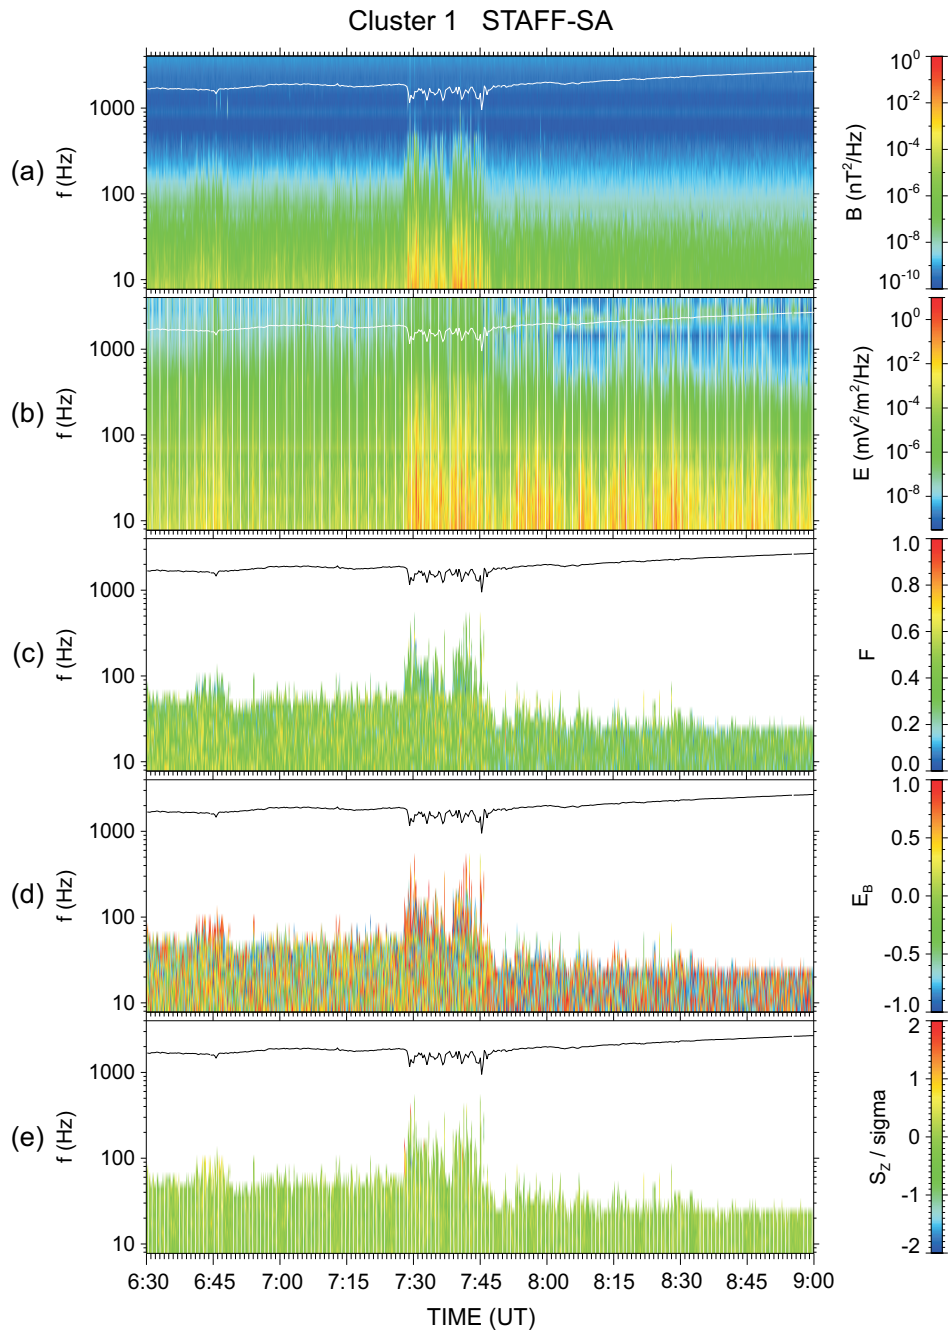 Cluster 1 STAFF-SA
(a)
f (Hz)
1000
100
10
10⁰
10⁻²
10⁻⁴
10⁻⁶
10⁻⁸
10⁻¹⁰
B (nT²/Hz)
(b)
f (Hz)
1000
100
10
10⁰
10⁻²
10⁻⁴
10⁻⁶
10⁻⁸
E (mV²/m²/Hz)
(c)
f (Hz)
1000
100
10
1.0
0.8
0.6
0.4
0.2
0.0
F
(d)
f (Hz)
1000
100
10
1.0
0.5
0.0
-0.5
-1.0
E_B
(e)
f (Hz)
1000
100
10
2
1
0
-1
-2
S_Z / sigma
6:30 6:45 7:00 7:15 7:30 7:45 8:00 8:15 8:30 8:45 9:00
TIME (UT)